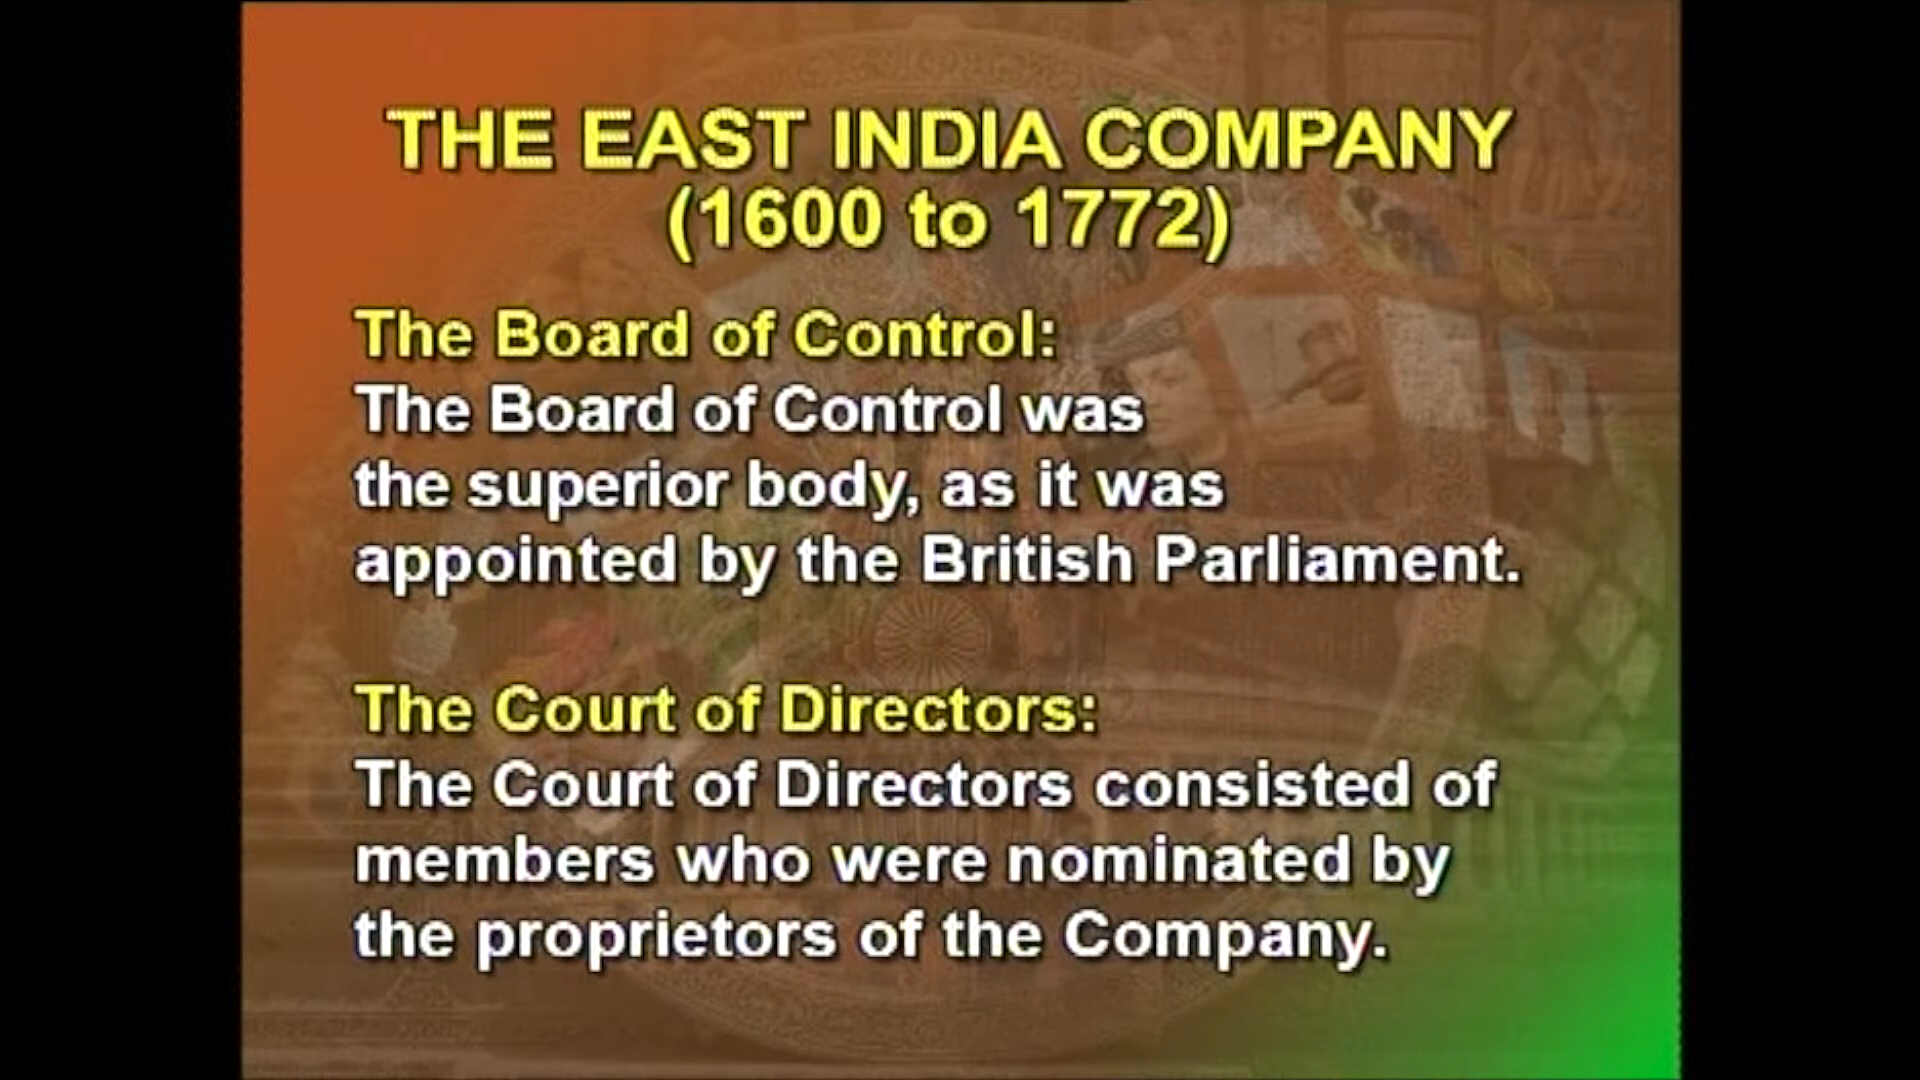 THE EAST INDIA COMPANY
(1600 to 1772)
The Board of Control:
The Board of Control was
the superior body, as it was
appointed by the British Parliament.
The Court of Directors:
The Court of Directors consisted of
members who were nominated by
the proprietors of the Company.